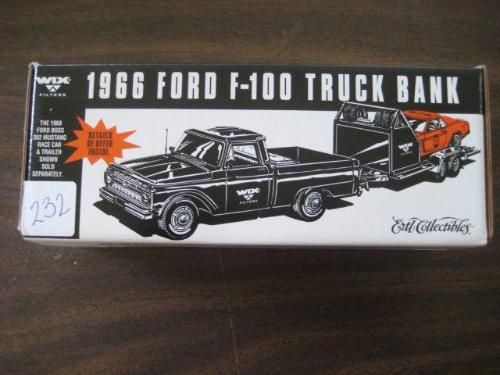 WIX
FILTERS
1966 FORD F-100 TRUCK BANK
THE 1969
FORD BOSS
302 MUSTANG
RACE CAR
& TRAILER
SHOWN
SOLD
SEPARATELY.
DETAILS
OF OFFER
INSIDE.
232
WIX
FILTERS
WIX
Ertl Collectibles